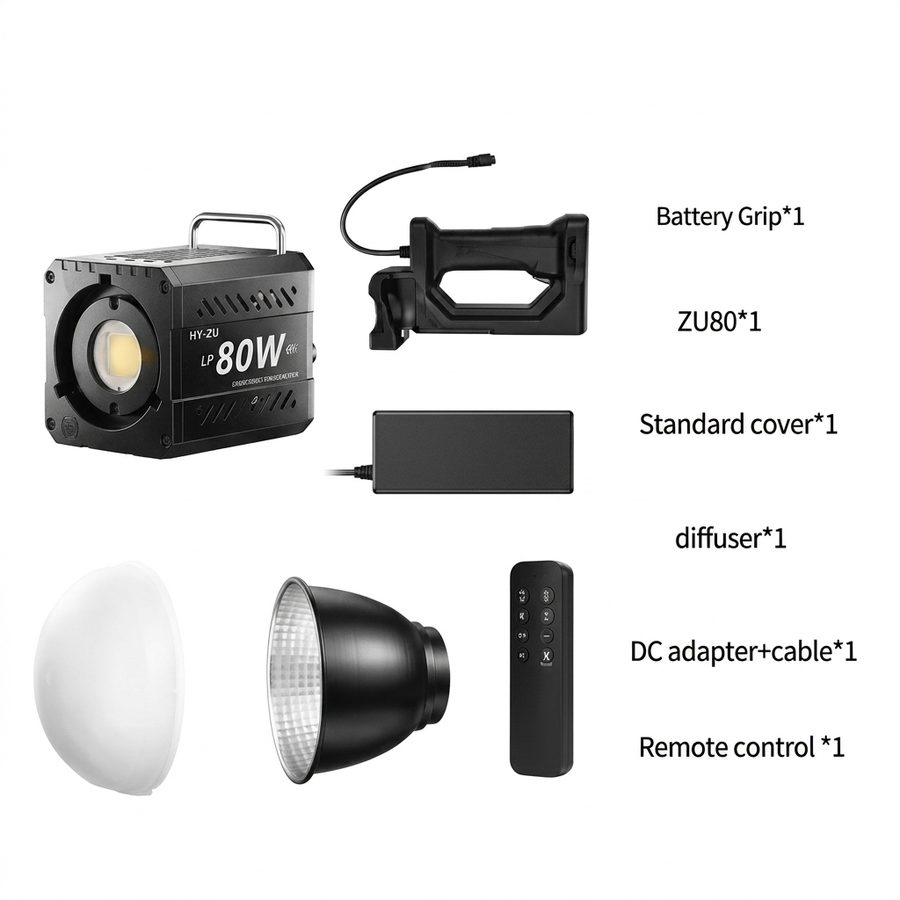 HY-ZU
LP 80W
Battery Grip*1
ZU80*1
Standard cover*1
diffuser*1
DC adapter+cable*1
Remote control *1